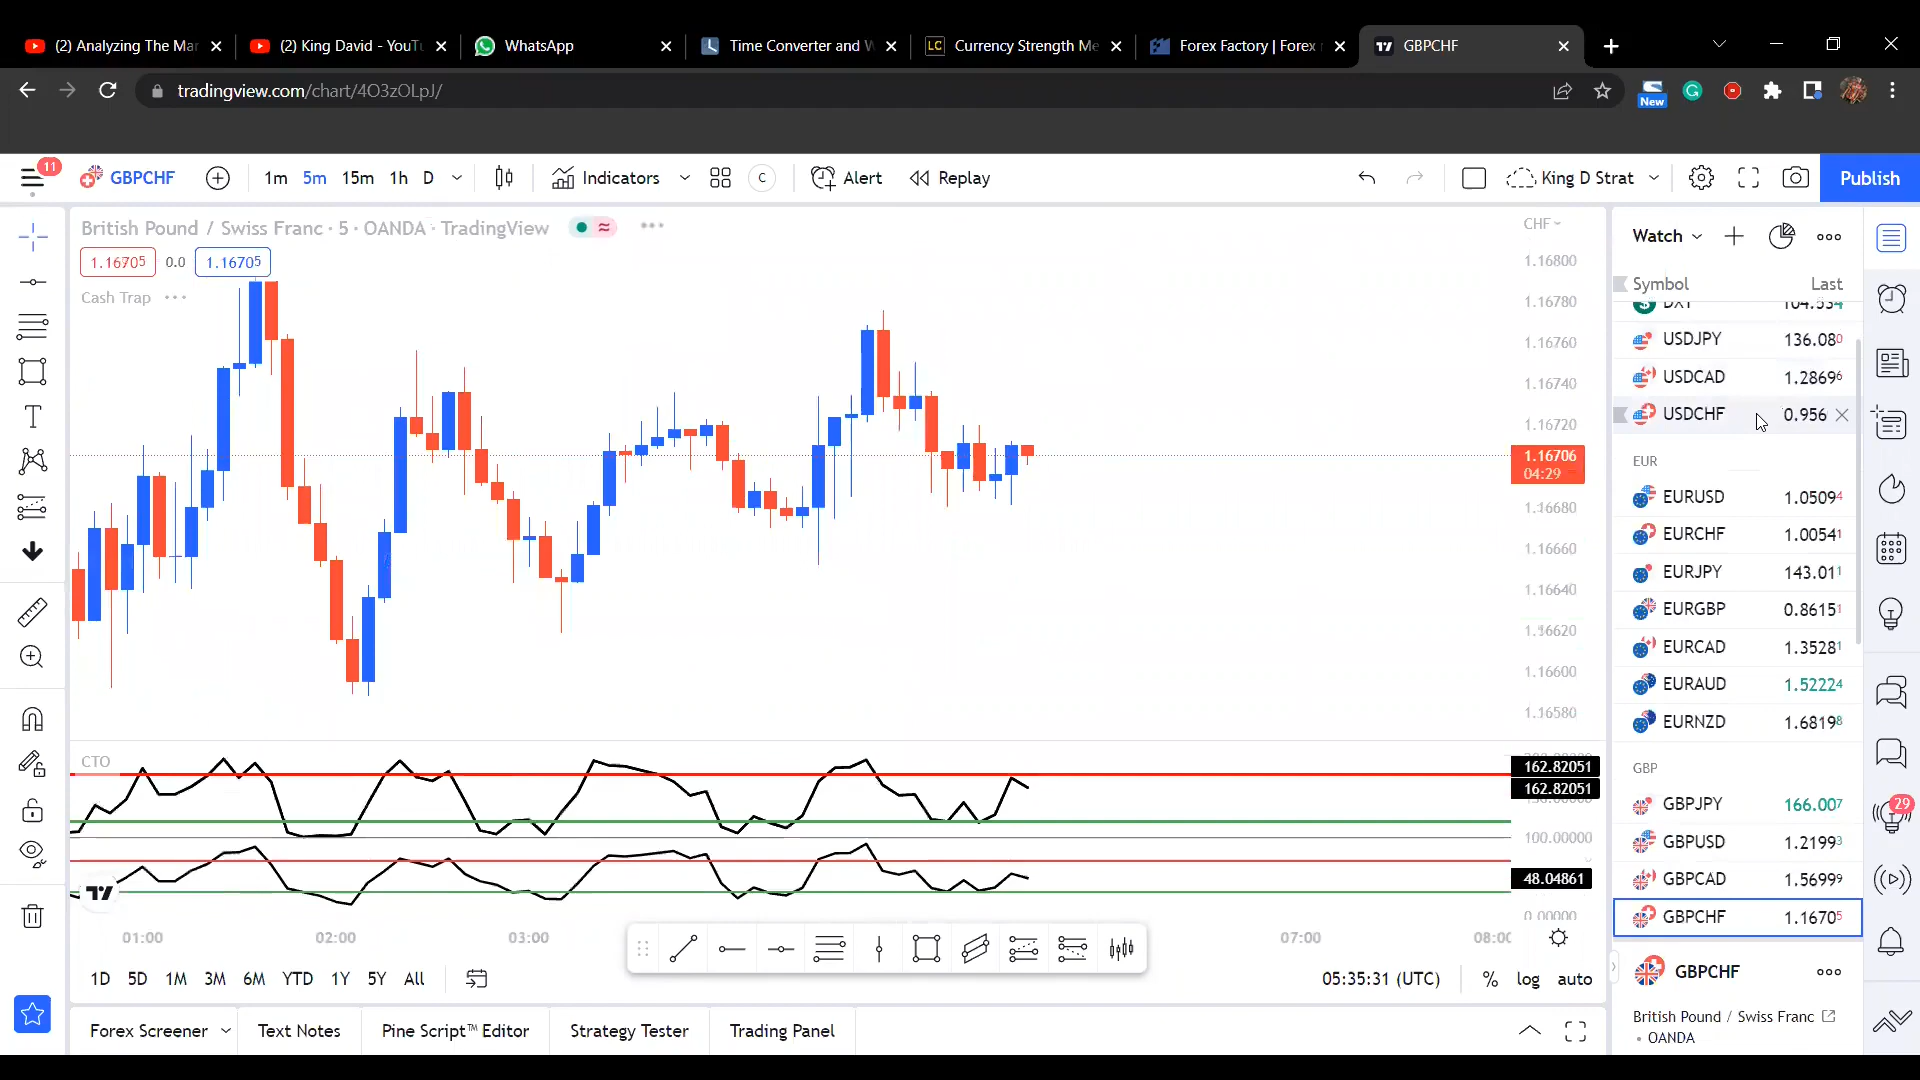 (2) Analyzing The Mar
(2) King David - YouTu
WhatsApp
Time Converter and W
LC Currency Strength Me
Forex Factory | Forex
GBPCHF
tradingview.com/chart/4O3zOLpJ/
New
11
GBPCHF
1m 5m 15m 1h D
Indicators
C
Alert
Replay
King D Strat
Publish
British Pound / Swiss Franc · 5 · OANDA · TradingView
1.16705 0.0 1.16705
Cash Trap
CHF
1.16800
1.16780
1.16760
1.16740
1.16720
1.16706
04:29
1.16680
1.16660
1.16640
1.16620
1.16600
1.16580
CTO
162.82051
162.82051
100.00000
48.04861
0.00000
01:00 02:00 03:00 07:00 08:00
1D 5D 1M 3M 6M YTD 1Y 5Y All
05:35:31 (UTC) % log auto
Forex Screener Text Notes Pine Script™ Editor Strategy Tester Trading Panel
Watch
Symbol Last
DXY 104.534
USDJPY 136.080
USDCAD 1.28696
USDCHF 0.956
EUR
EURUSD 1.05094
EURCHF 1.00541
EURJPY 143.011
EURGBP 0.86151
EURCAD 1.35281
EURAUD 1.52224
EURNZD 1.68198
GBP
GBPJPY 166.007
GBPUSD 1.21993
GBPCAD 1.56999
GBPCHF 1.16705
GBPCHF
British Pound / Swiss Franc
• OANDA
29